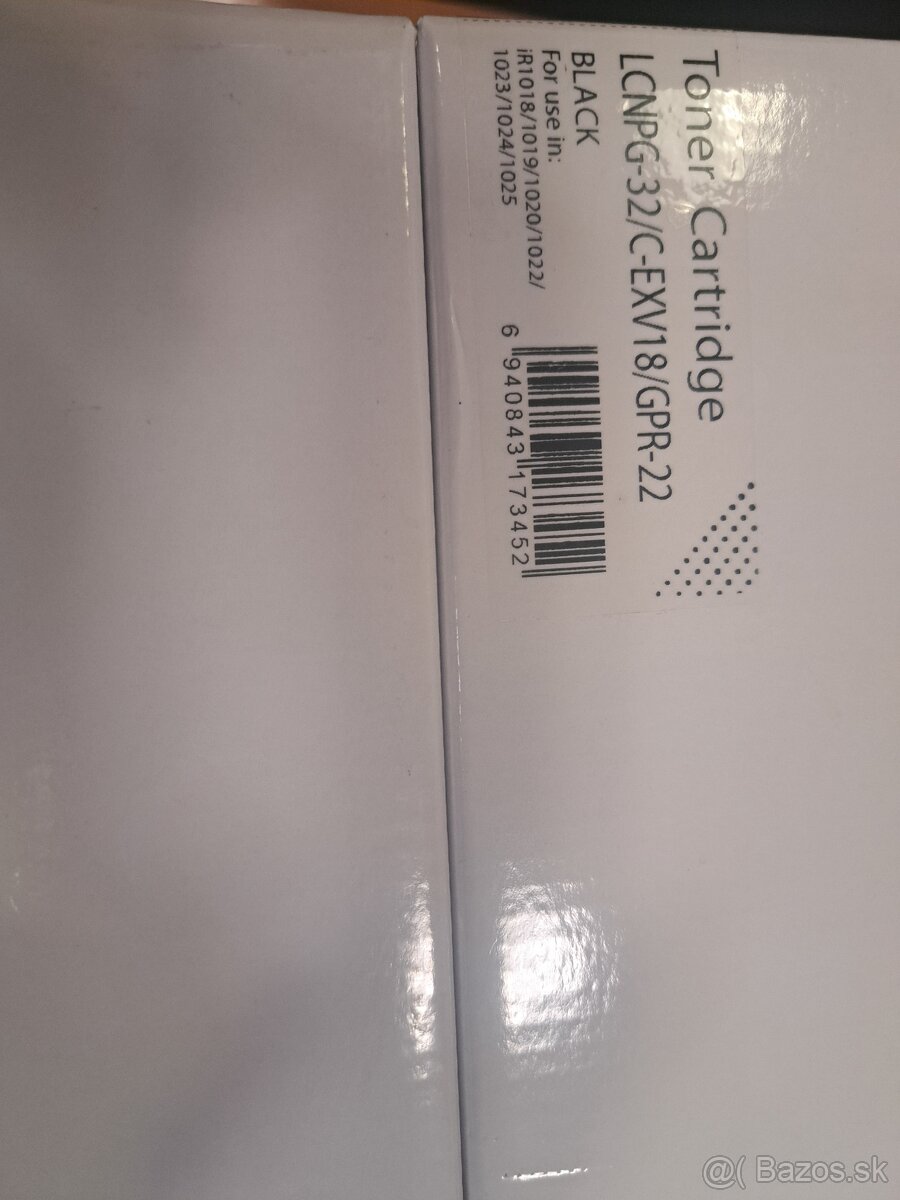 Toner Cartridge
LCNPG-32/C-EXV18/GPR-22
BLACK
For use in:
iR1018/1019/1020/1022/
1023/1024/1025
6 940843 173452
@( Bazos.sk